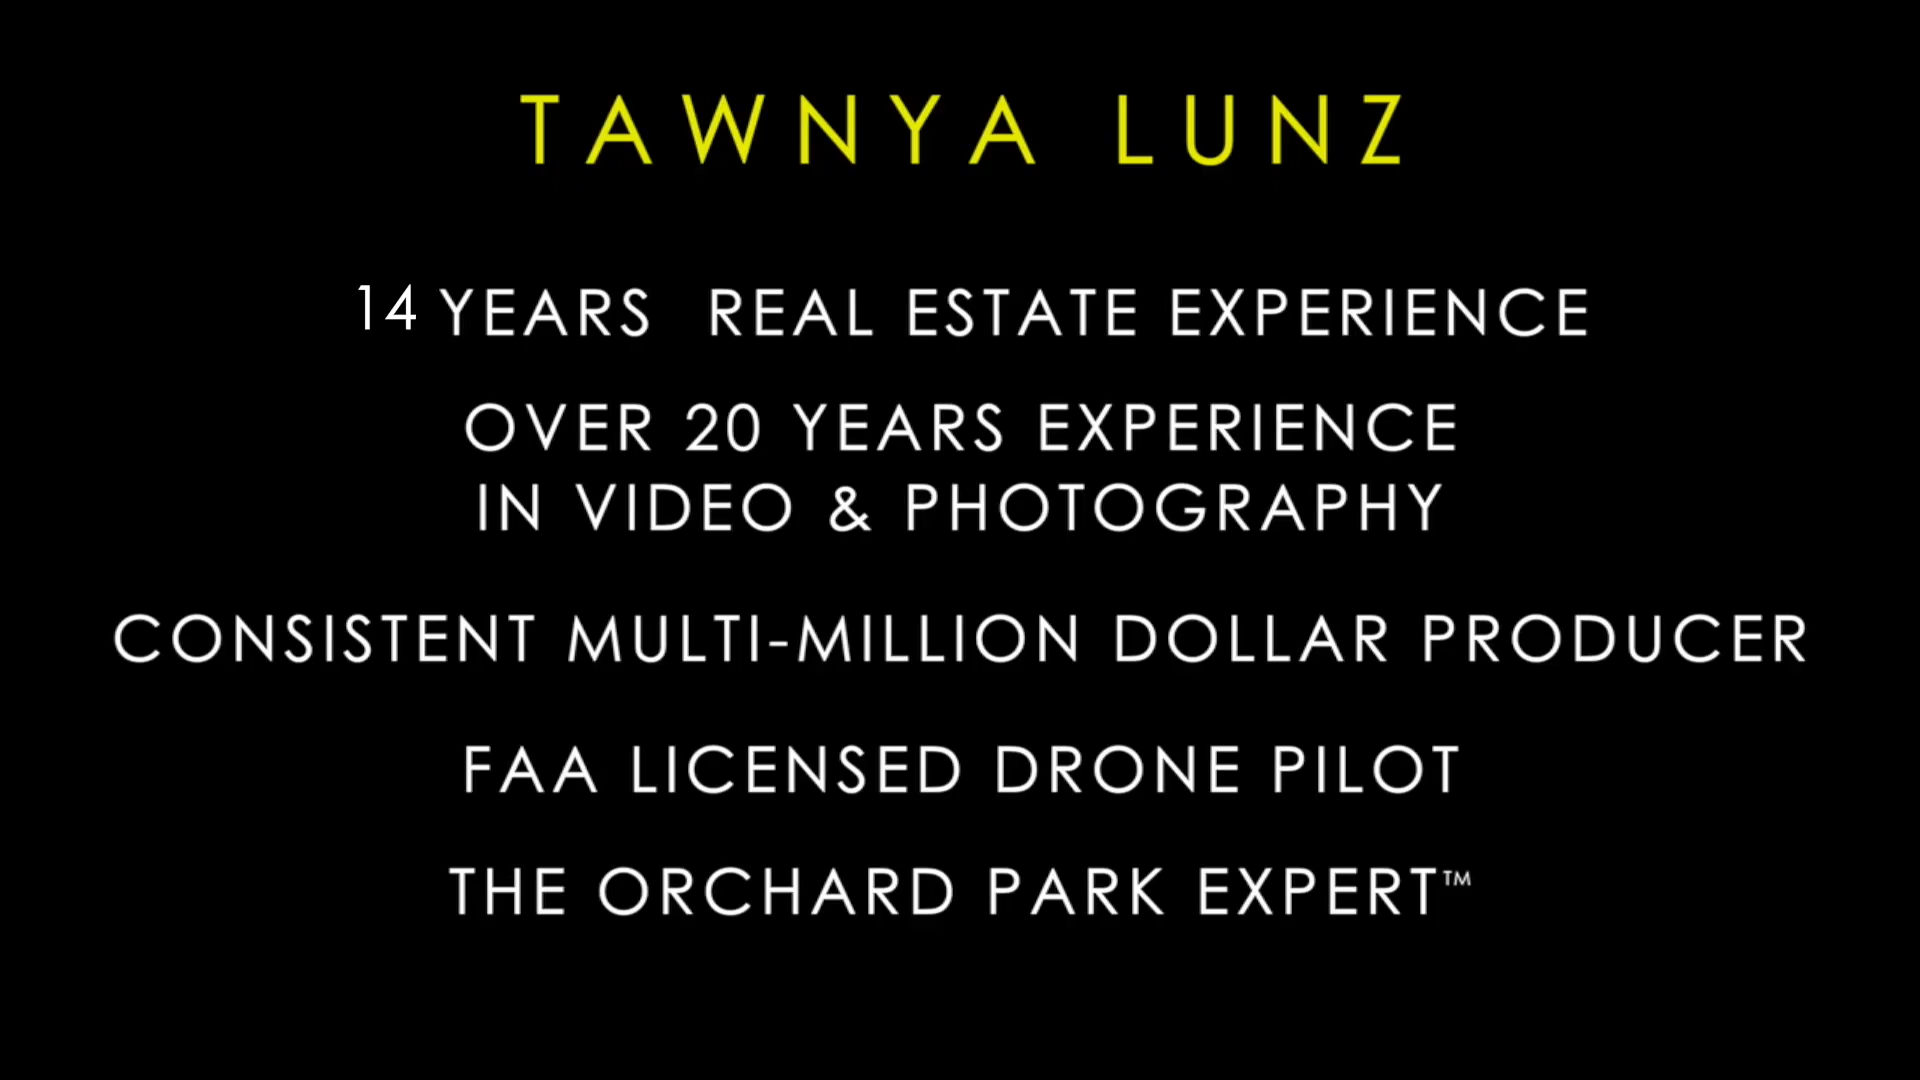 TAWNYA LUNZ
14 YEARS REAL ESTATE EXPERIENCE
OVER 20 YEARS EXPERIENCE
IN VIDEO & PHOTOGRAPHY
CONSISTENT MULTI-MILLION DOLLAR PRODUCER
FAA LICENSED DRONE PILOT
THE ORCHARD PARK EXPERT™